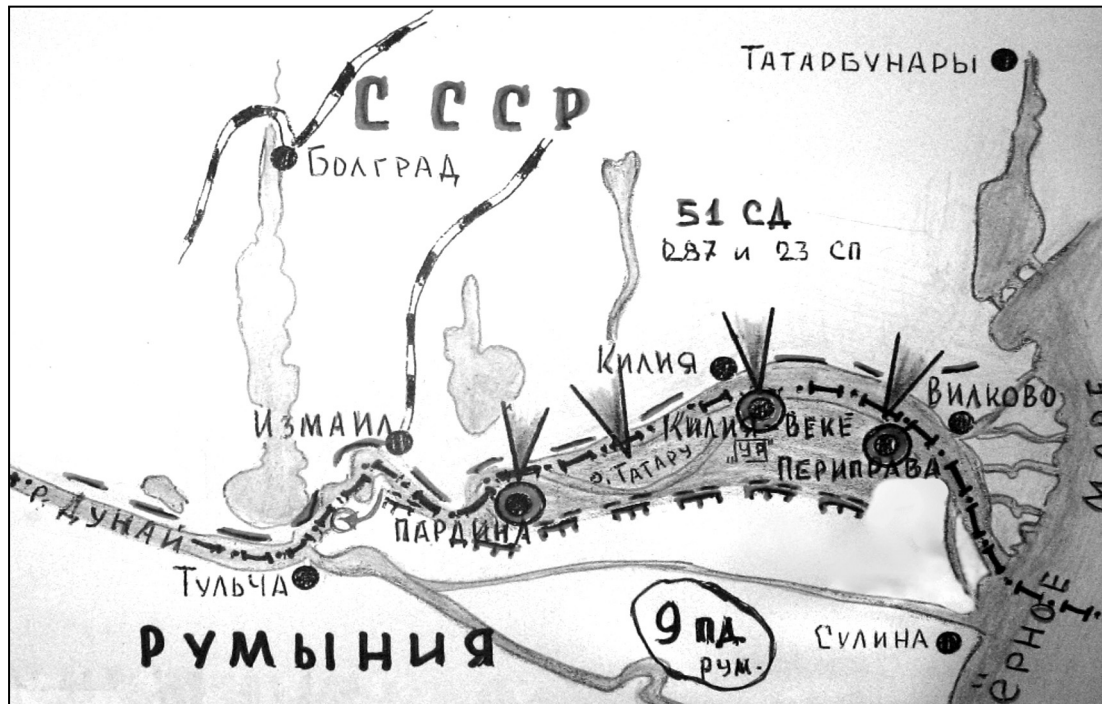 ТАТАРБУНАРЫ
СССР
БОЛГРАД
51 СД
287 и 23 СП
КИЛИЯ
ВИЛКОВО
ИЗМАИЛ
КИЛИЯ-ВЕКЕ
о. ТАТАРУ
ПЕРИПРАВА
р. ДУНАЙ
ПАРДИНА
ТУЛЬЧА
9 ПД.
РУМ.
РУМЫНИЯ
СУЛИНА
ЧЕРНОЕ МОРЕ